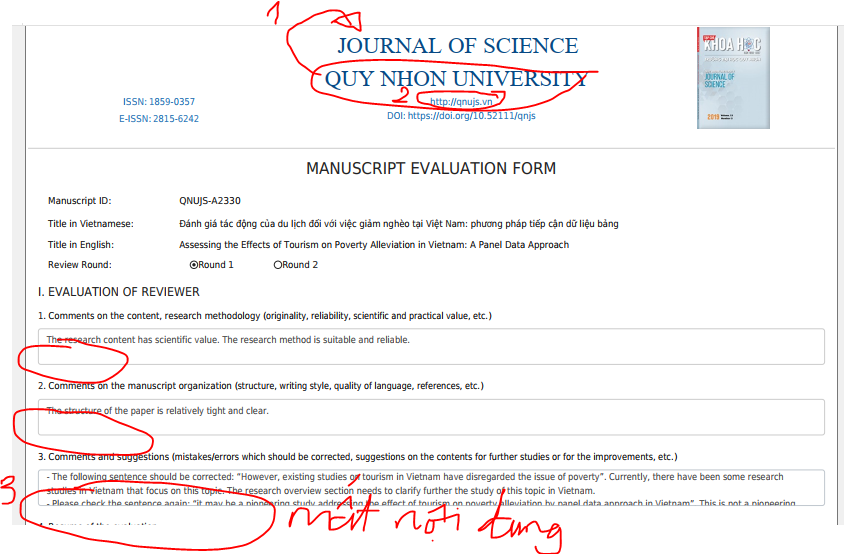 1
JOURNAL OF SCIENCE
QUY NHON UNIVERSITY
2
http://qnujs.vn
DOI: https://doi.org/10.52111/qnjs
ISSN: 1859-0357
E-ISSN: 2815-6242
KHOA HỌC
JOURNAL OF
SCIENCE
2019
MANUSCRIPT EVALUATION FORM
Manuscript ID: QNUJS-A2330
Title in Vietnamese: Đánh giá tác động của du lịch đối với việc giảm nghèo tại Việt Nam: phương pháp tiếp cận dữ liệu bảng
Title in English: Assessing the Effects of Tourism on Poverty Alleviation in Vietnam: A Panel Data Approach
Review Round: Round 1 Round 2
I. EVALUATION OF REVIEWER
1. Comments on the content, research methodology (originality, reliability, scientific and practical value, etc.)
The research content has scientific value. The research method is suitable and reliable.
2. Comments on the manuscript organization (structure, writing style, quality of language, references, etc.)
The structure of the paper is relatively tight and clear.
3. Comments and suggestions (mistakes/errors which should be corrected, suggestions on the contents for further studies or for the improvements, etc.)
- The following sentence should be corrected: “However, existing studies on tourism in Vietnam have disregarded the issue of poverty”. Currently, there have been some research
studies in Vietnam that focus on this topic. The research overview section needs to clarify further the study of this topic in Vietnam.
- Please check the sentence again: “it may be a pioneering study addressing the effect of tourism on poverty alleviation by panel data approach in Vietnam”. This is not a pioneering
3
mất nội dung